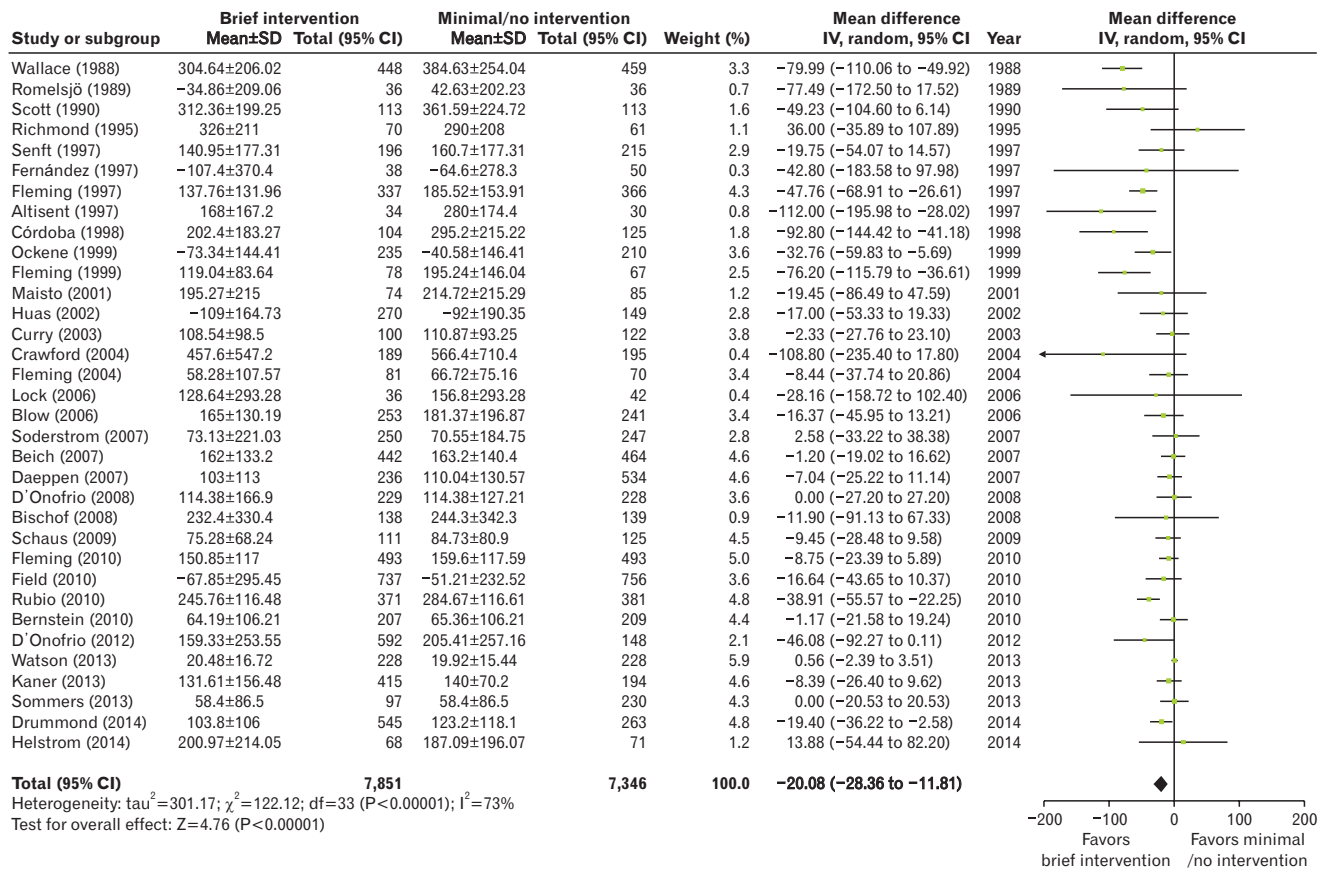 Brief intervention Minimal/no intervention Mean difference Mean difference
Study or subgroup Mean±SD Total (95% CI) Mean±SD Total (95% CI) Weight (%) IV, random, 95% CI Year IV, random, 95% CI
Wallace (1988) 304.64±206.02 448 384.63±254.04 459 3.3 −79.99 (−110.06 to −49.92) 1988
Romelsjö (1989) −34.86±209.06 36 42.63±202.23 36 0.7 −77.49 (−172.50 to 17.52) 1989
Scott (1990) 312.36±199.25 113 361.59±224.72 113 1.6 −49.23 (−104.60 to 6.14) 1990
Richmond (1995) 326±211 70 290±208 61 1.1 36.00 (−35.89 to 107.89) 1995
Senft (1997) 140.95±177.31 196 160.7±177.31 215 2.9 −19.75 (−54.07 to 14.57) 1997
Fernández (1997) −107.4±370.4 38 −64.6±278.3 50 0.3 −42.80 (−183.58 to 97.98) 1997
Fleming (1997) 137.76±131.96 337 185.52±153.91 366 4.3 −47.76 (−68.91 to −26.61) 1997
Altisent (1997) 168±167.2 34 280±174.4 30 0.8 −112.00 (−195.98 to −28.02) 1997
Córdoba (1998) 202.4±183.27 104 295.2±215.22 125 1.8 −92.80 (−144.42 to −41.18) 1998
Ockene (1999) −73.34±144.41 235 −40.58±146.41 210 3.6 −32.76 (−59.83 to −5.69) 1999
Fleming (1999) 119.04±83.64 78 195.24±146.04 67 2.5 −76.20 (−115.79 to −36.61) 1999
Maisto (2001) 195.27±215 74 214.72±215.29 85 1.2 −19.45 (−86.49 to 47.59) 2001
Huas (2002) −109±164.73 270 −92±190.35 149 2.8 −17.00 (−53.33 to 19.33) 2002
Curry (2003) 108.54±98.5 100 110.87±93.25 122 3.8 −2.33 (−27.76 to 23.10) 2003
Crawford (2004) 457.6±547.2 189 566.4±710.4 195 0.4 −108.80 (−235.40 to 17.80) 2004
Fleming (2004) 58.28±107.57 81 66.72±75.16 70 3.4 −8.44 (−37.74 to 20.86) 2004
Lock (2006) 128.64±293.28 36 156.8±293.28 42 0.4 −28.16 (−158.72 to 102.40) 2006
Blow (2006) 165±130.19 253 181.37±196.87 241 3.4 −16.37 (−45.95 to 13.21) 2006
Soderstrom (2007) 73.13±221.03 250 70.55±184.75 247 2.8 2.58 (−33.22 to 38.38) 2007
Beich (2007) 162±133.2 442 163.2±140.4 464 4.6 −1.20 (−19.02 to 16.62) 2007
Daeppen (2007) 103±113 236 110.04±130.57 534 4.6 −7.04 (−25.22 to 11.14) 2007
D'Onofrio (2008) 114.38±166.9 229 114.38±127.21 228 3.6 0.00 (−27.20 to 27.20) 2008
Bischof (2008) 232.4±330.4 138 244.3±342.3 139 0.9 −11.90 (−91.13 to 67.33) 2008
Schaus (2009) 75.28±68.24 111 84.73±80.9 125 4.5 −9.45 (−28.48 to 9.58) 2009
Fleming (2010) 150.85±117 493 159.6±117.59 493 5.0 −8.75 (−23.39 to 5.89) 2010
Field (2010) −67.85±295.45 737 −51.21±232.52 756 3.6 −16.64 (−43.65 to 10.37) 2010
Rubio (2010) 245.76±116.48 371 284.67±116.61 381 4.8 −38.91 (−55.57 to −22.25) 2010
Bernstein (2010) 64.19±106.21 207 65.36±106.21 209 4.4 −1.17 (−21.58 to 19.24) 2010
D'Onofrio (2012) 159.33±253.55 592 205.41±257.16 148 2.1 −46.08 (−92.27 to 0.11) 2012
Watson (2013) 20.48±16.72 228 19.92±15.44 228 5.9 0.56 (−2.39 to 3.51) 2013
Kaner (2013) 131.61±156.48 415 140±70.2 194 4.6 −8.39 (−26.40 to 9.62) 2013
Sommers (2013) 58.4±86.5 97 58.4±86.5 230 4.3 0.00 (−20.53 to 20.53) 2013
Drummond (2014) 103.8±106 545 123.2±118.1 263 4.8 −19.40 (−36.22 to −2.58) 2014
Helstrom (2014) 200.97±214.05 68 187.09±196.07 71 1.2 13.88 (−54.44 to 82.20) 2014
Total (95% CI) 7,851 7,346 100.0 −20.08 (−28.36 to −11.81)
Heterogeneity: tau²=301.17; χ²=122.12; df=33 (P<0.00001); I²=73%
Test for overall effect: Z=4.76 (P<0.00001)
−200 −100 0 100 200
Favors Favors minimal
brief intervention /no intervention